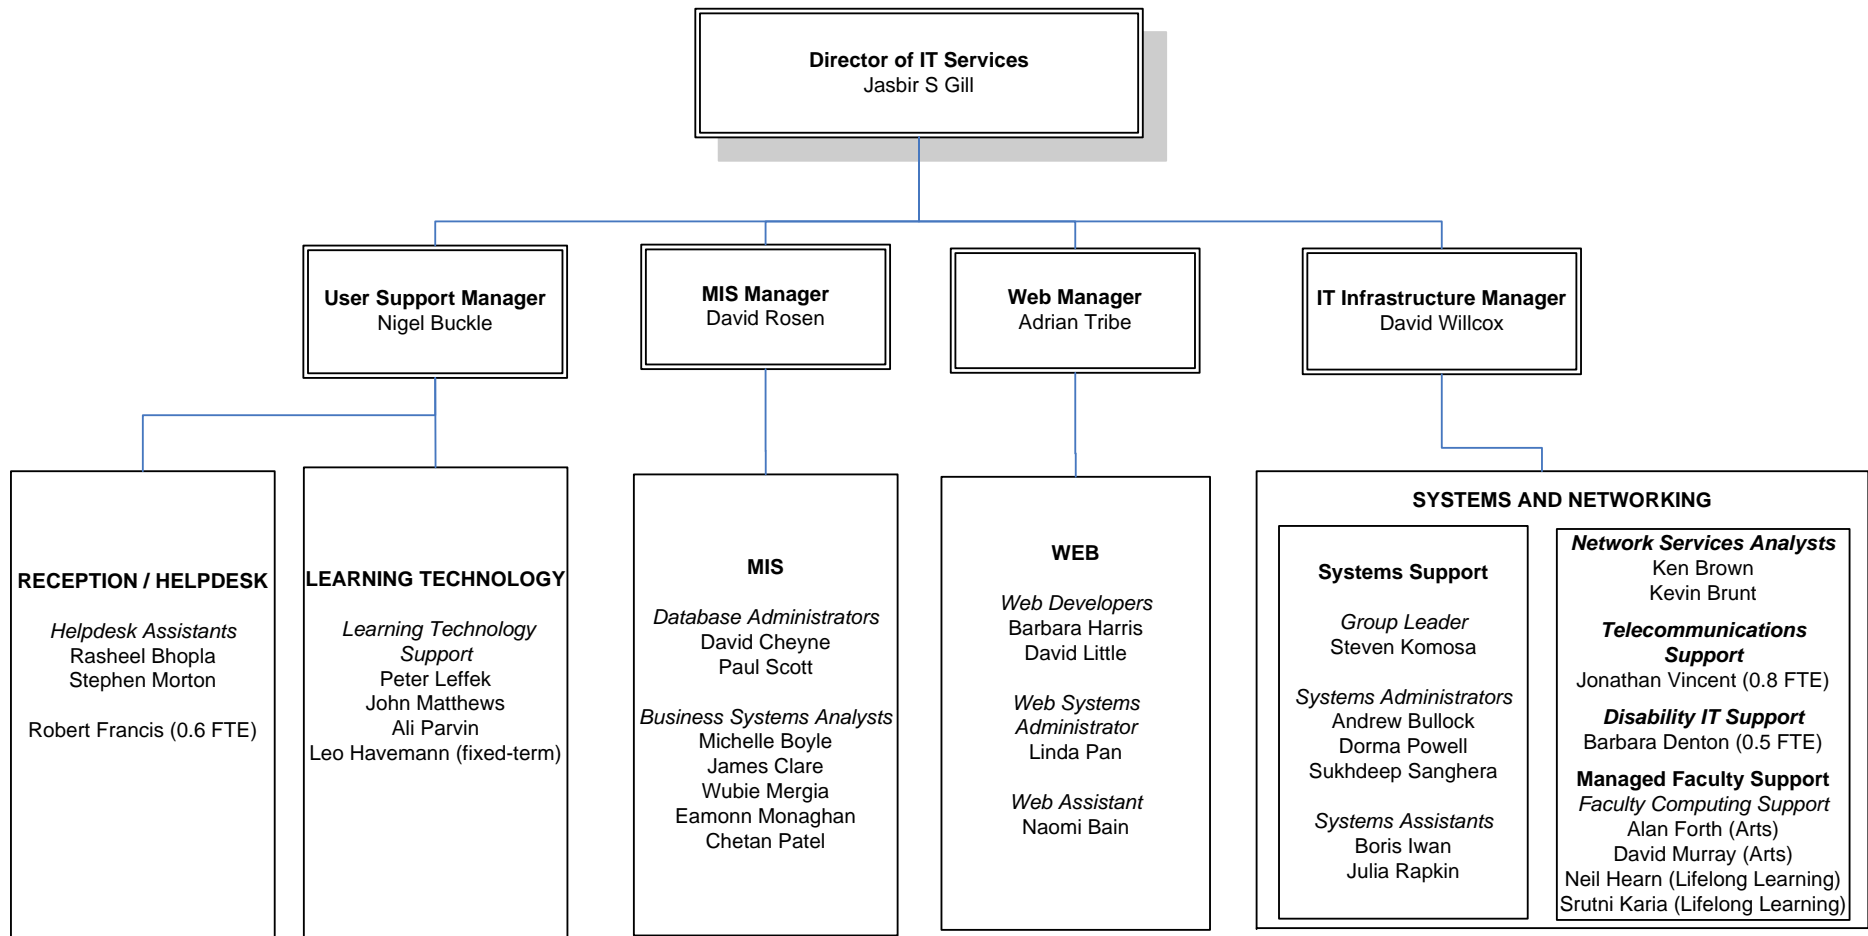 Director of IT Services
Jasbir S Gill
User Support Manager
Nigel Buckle
MIS Manager
David Rosen
Web Manager
Adrian Tribe
IT Infrastructure Manager
David Willcox
RECEPTION / HELPDESK
Helpdesk Assistants
Rasheel Bhopla
Stephen Morton
Robert Francis (0.6 FTE)
LEARNING TECHNOLOGY
Learning Technology
Support
Peter Leffek
John Matthews
Ali Parvin
Leo Havemann (fixed-term)
MIS
Database Administrators
David Cheyne
Paul Scott
Business Systems Analysts
Michelle Boyle
James Clare
Wubie Mergia
Eamonn Monaghan
Chetan Patel
WEB
Web Developers
Barbara Harris
David Little
Web Systems
Administrator
Linda Pan
Web Assistant
Naomi Bain
SYSTEMS AND NETWORKING
Systems Support
Group Leader
Steven Komosa
Systems Administrators
Andrew Bullock
Dorma Powell
Sukhdeep Sanghera
Systems Assistants
Boris Iwan
Julia Rapkin
Network Services Analysts
Ken Brown
Kevin Brunt
Telecommunications
Support
Jonathan Vincent (0.8 FTE)
Disability IT Support
Barbara Denton (0.5 FTE)
Managed Faculty Support
Faculty Computing Support
Alan Forth (Arts)
David Murray (Arts)
Neil Hearn (Lifelong Learning)
Srutni Karia (Lifelong Learning)